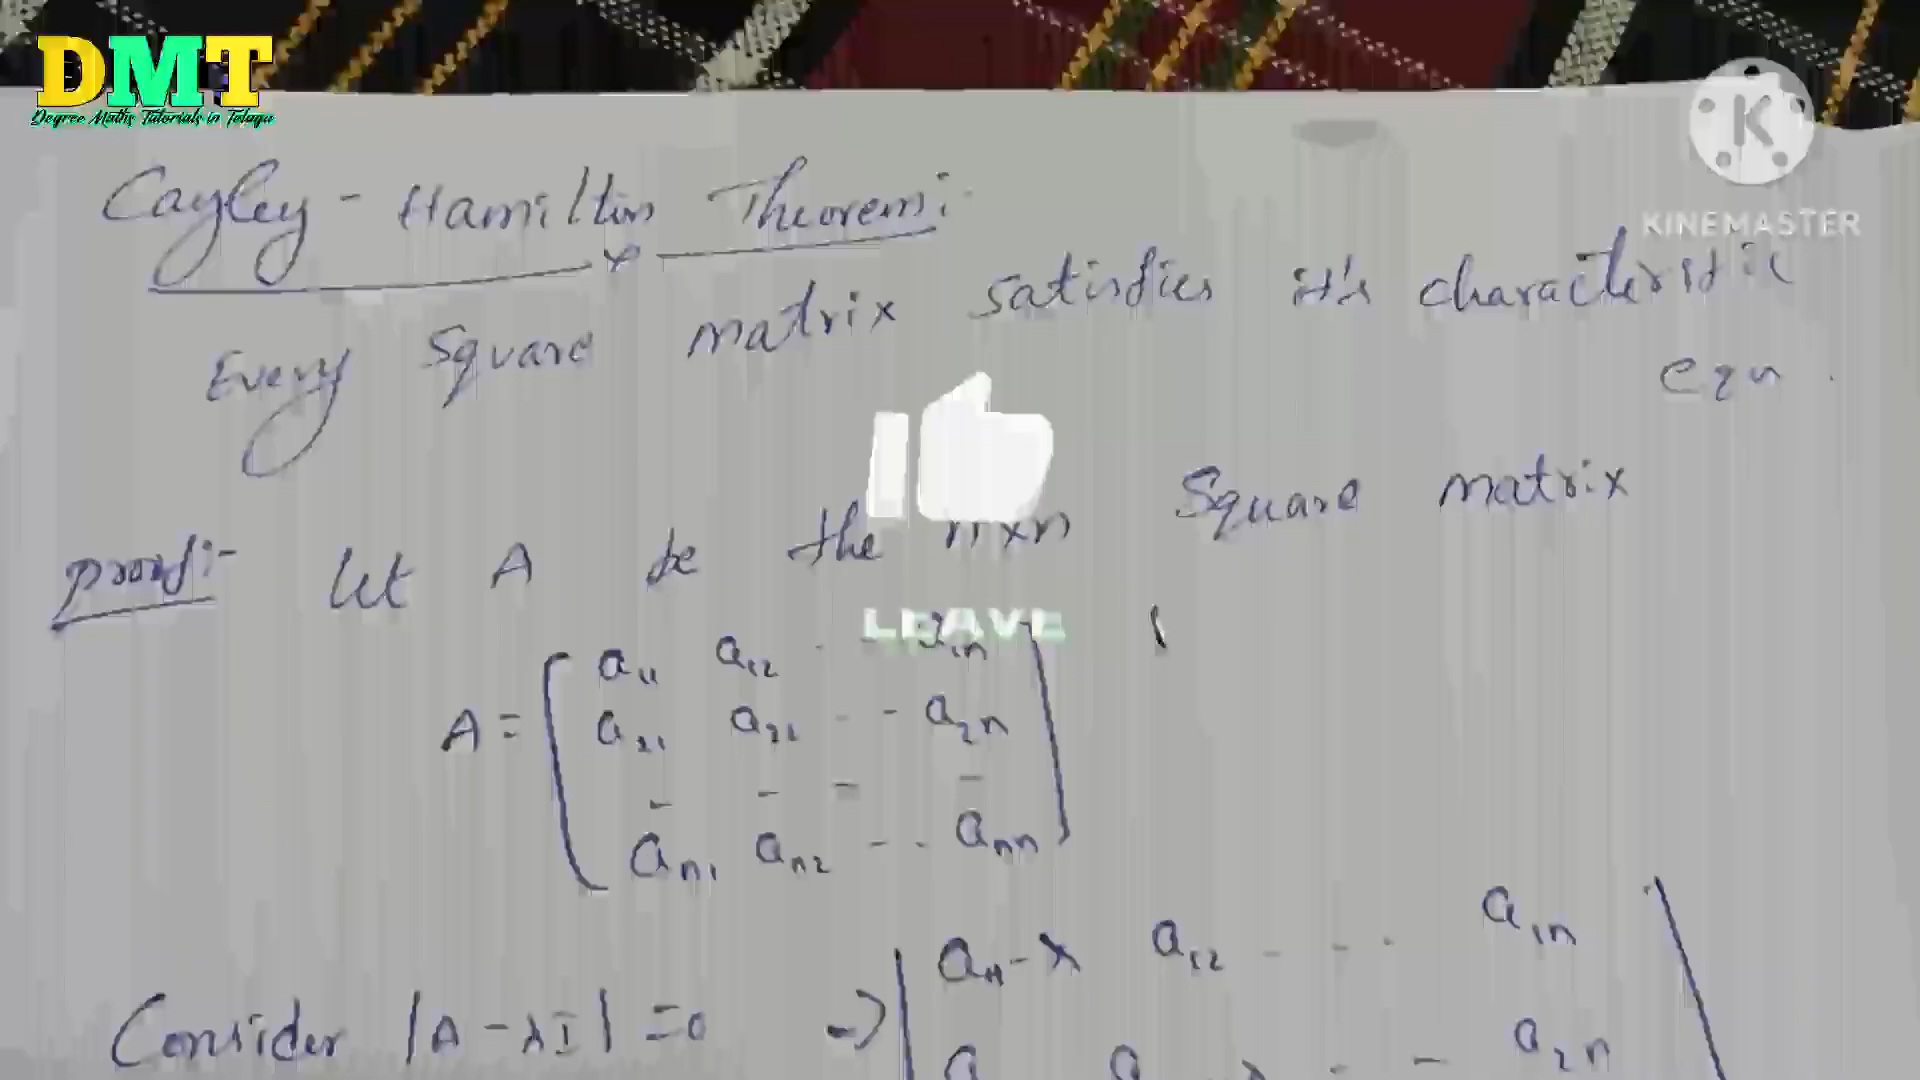 DMT
Degree Maths Tutorials in Telugu
KINEMASTER
Cayley - Hamilton Theorem:-
Every Square matrix satisfies it's characteristic
eqn.
LEAVE
proof:- Let A be the nxn Square matrix
A = [ a11 a12 - - a1n
a21 a22 - - a2n
- - - -
an1 an2 - - ann ]
Consider |A - λI| = 0 ⇒ | a11-λ a12 - - - a1n
a2n